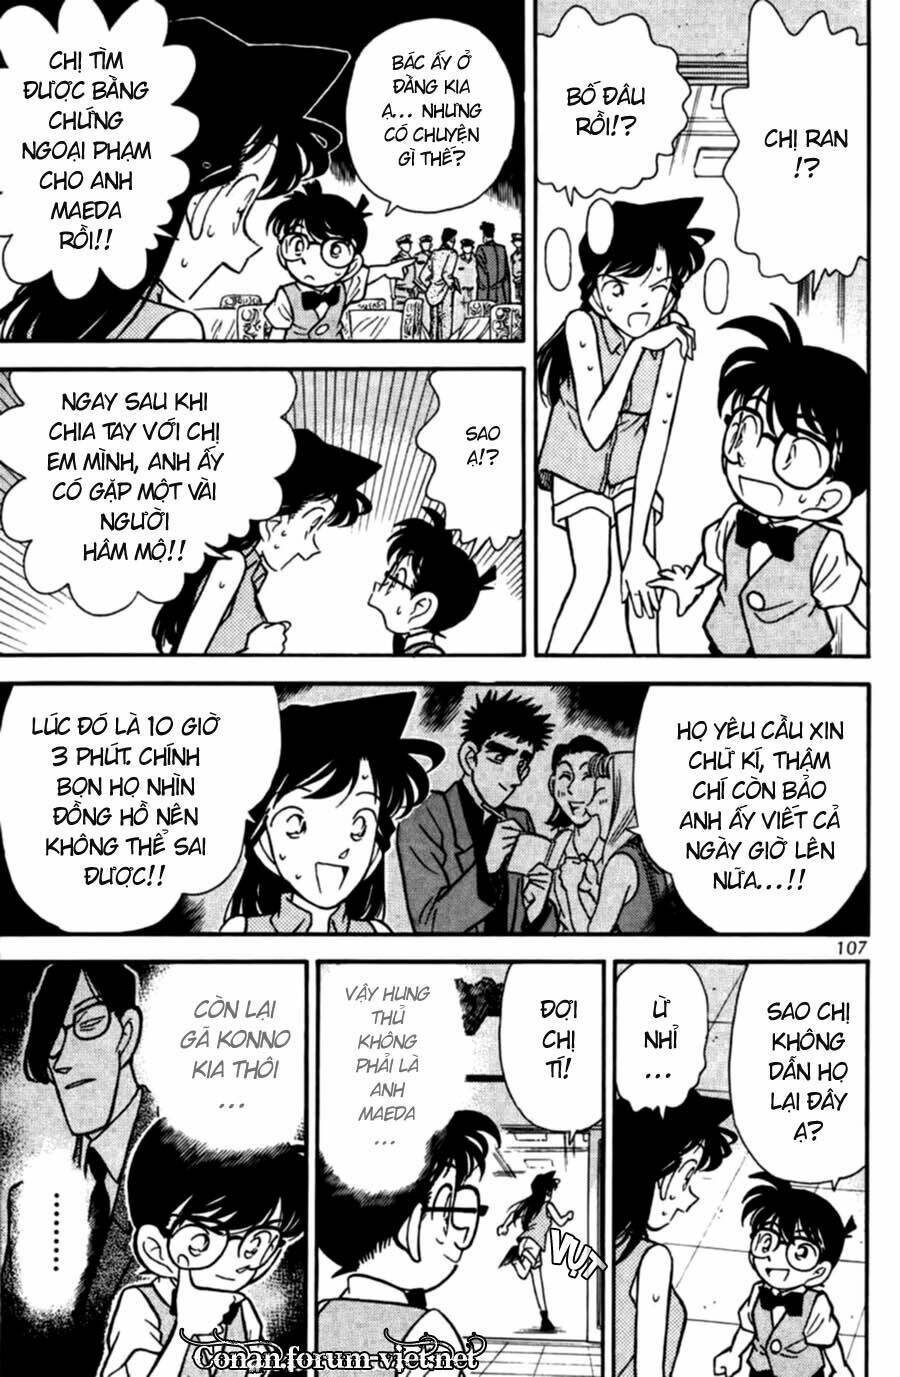 CHỊ RAN
!?
BỐ ĐÂU
RỒI!?
BÁC ẤY Ở
ĐẰNG KIA
Ạ... NHƯNG
CÓ CHUYỆN
GÌ THẾ?
CHỊ TÌM
ĐƯỢC BẰNG
CHỨNG
NGOẠI PHẠM
CHO ANH
MAEDA
RỒI!!
SAO
Ạ!?
NGAY SAU KHI
CHIA TAY VỚI CHỊ
EM MÌNH, ANH ẤY
CÓ GẶP MỘT VÀI
NGƯỜI
HÂM MỘ!!
HỌ YÊU CẦU XIN
CHỮ KÍ, THẬM
CHÍ CÒN BẢO
ANH ẤY VIẾT CẢ
NGÀY GIỜ LÊN
NỮA...!!
LÚC ĐÓ LÀ 10 GIỜ
3 PHÚT. CHÍNH
BỌN HỌ NHÌN
ĐỒNG HỒ NÊN
KHÔNG THỂ SAI
ĐƯỢC!!
107
SAO CHỊ
KHÔNG
DẪN HỌ
LẠI ĐÂY
Ạ?
Ừ
NHỈ
...
ĐỢI
CHỊ
TÍ!
VỤT
VẬY HUNG
THỦ
KHÔNG
PHẢI LÀ
ANH
MAEDA
...
CÒN LẠI
GÃ KONNO
KIA THÔI
...
........
Conan.forum-viet.net